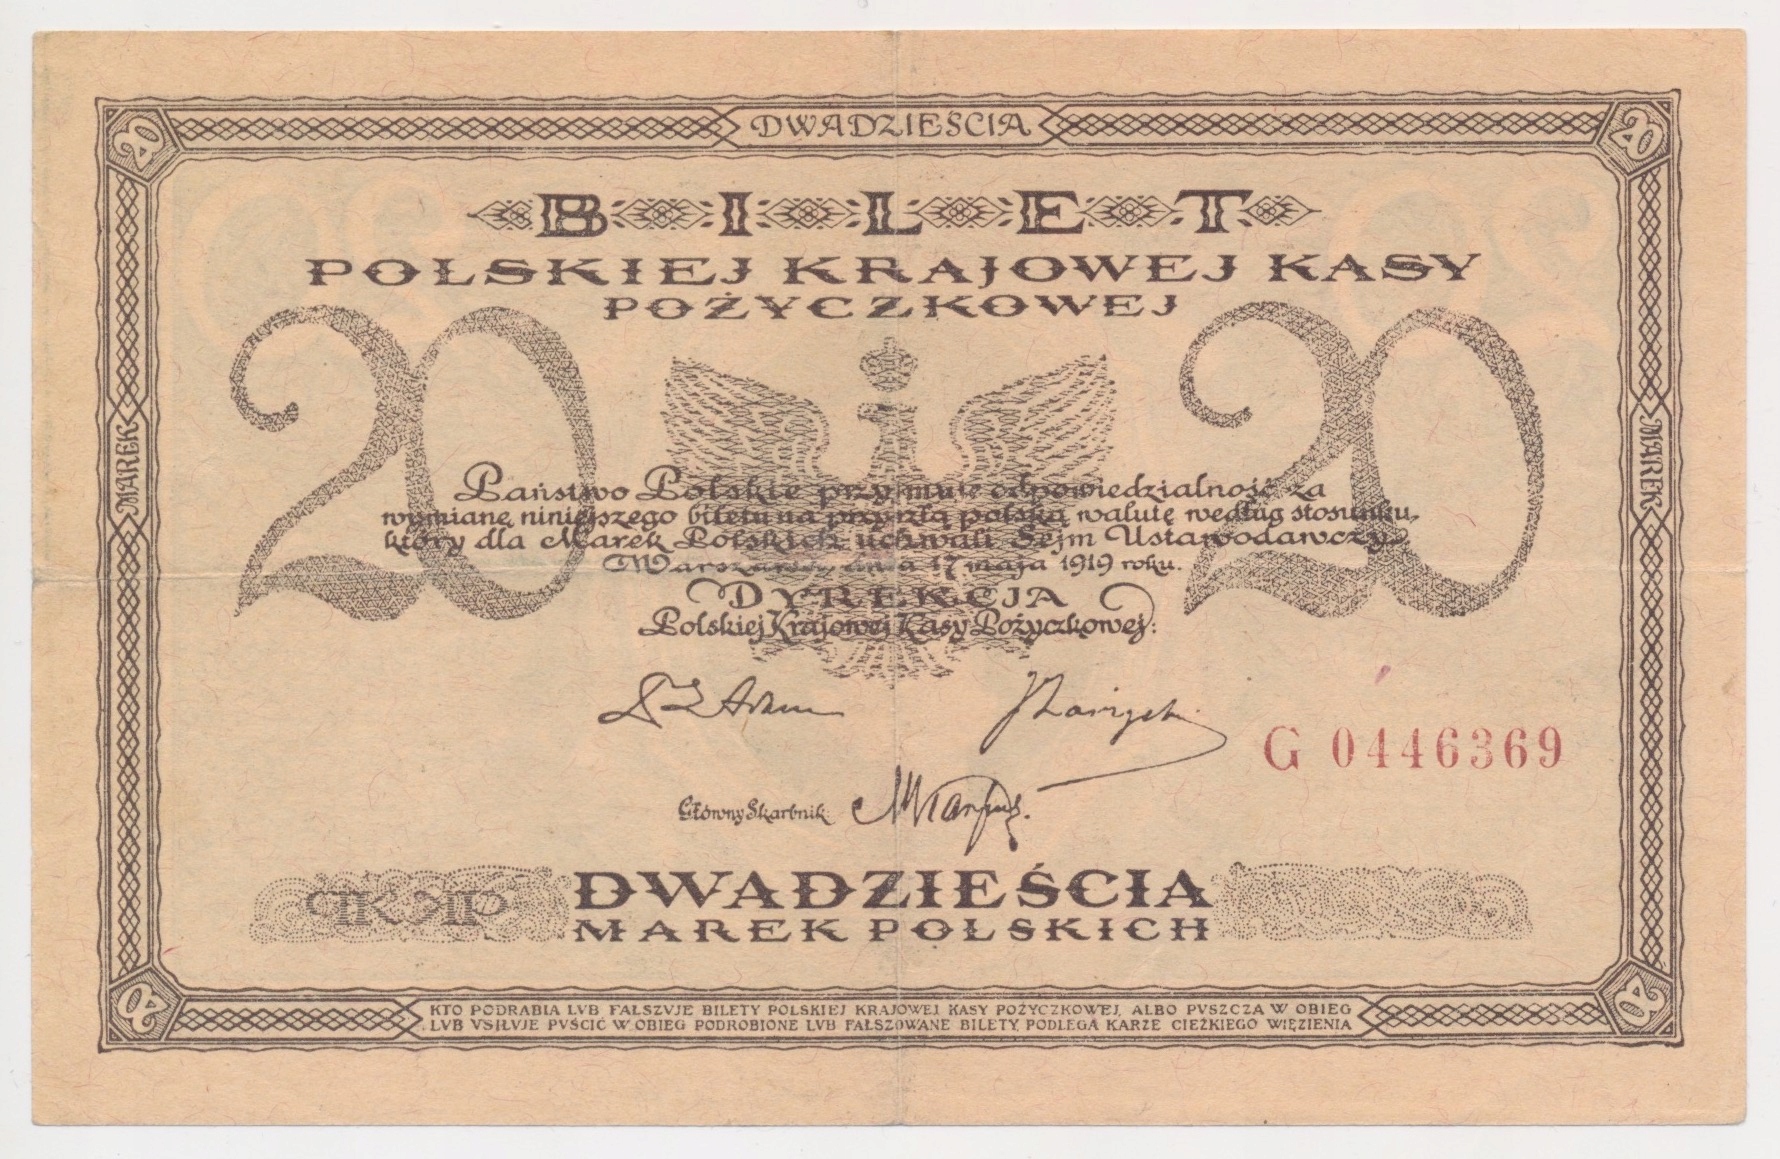 DWADZIEŚCIA
20
20
BILET
POLSKIEJ KRAJOWEJ KASY
POŻYCZKOWEJ
20
20
MAREK
MAREK
Państwo Polskie przyjmuje odpowiedzialność za
wymianę niniejszego biletu na przyszłą polską walutę według stosunku,
który dla Marek Polskich uchwali Sejm Ustawodawczy.
Warszawa, dnia 17 maja 1919 roku.
DYREKCJA
Polskiej Krajowej Kasy Pożyczkowej:
G 0446369
Główny Skarbnik:
DWADZIEŚCIA
MAREK POLSKICH
20
20
KTO PODRABIA LVB FAŁSZVJE BILETY POLSKIEJ KRAJOWEJ KASY POŻYCZKOWEJ, ALBO PVSZCZA W OBIEG
LVB VSIŁVJE PVŚCIĆ W OBIEG PODROBIONE LVB FAŁSZOWANE BILETY, PODLEGA KARZE CIĘŻKIEGO WIĘZIENIA